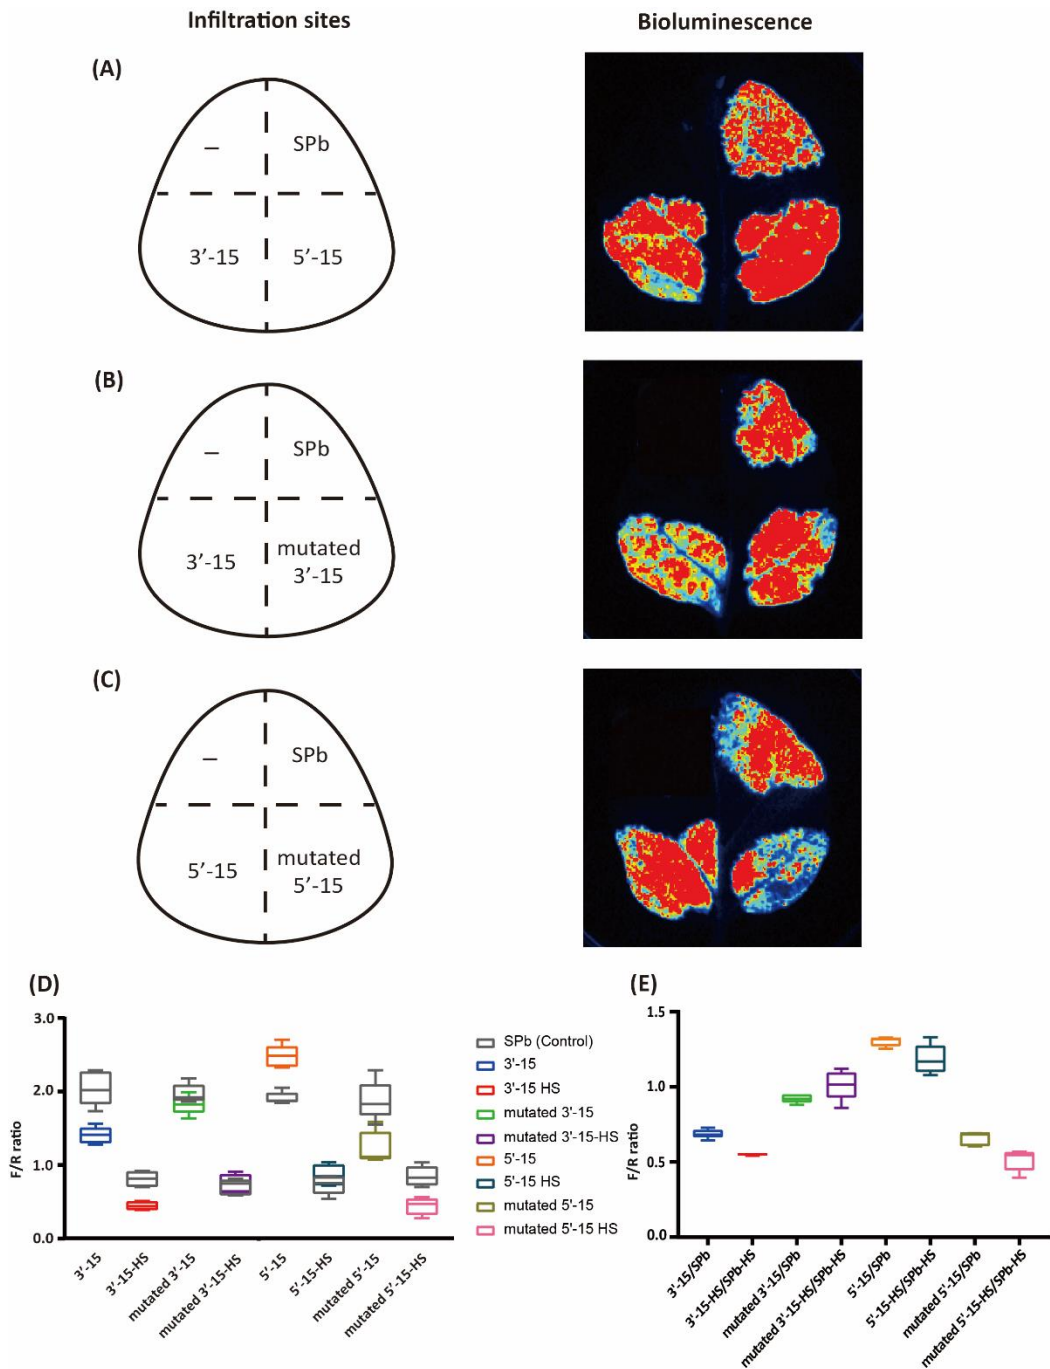 Infiltration sites
Bioluminescence
(A)
– SPb
3′-15 5′-15
(B)
– SPb
3′-15 mutated
3′-15
(C)
– SPb
5′-15 mutated
5′-15
(D)
3.0
2.0
1.0
0.0
F/R ratio
3'-15
3'-15-HS
mutated 3'-15
mutated 3'-15-HS
5'-15
5'-15-HS
mutated 5'-15
mutated 5'-15-HS
SPb (Control)
3'-15
3'-15 HS
mutated 3'-15
mutated 3'-15-HS
5'-15
5'-15 HS
mutated 5'-15
mutated 5'-15 HS
(E)
1.5
1.0
0.5
0.0
F/R ratio
3'-15/SPb
3'-15-HS/SPb-HS
mutated 3'-15/SPb
mutated 3'-15-HS/SPb-HS
5'-15/SPb
5'-15-HS/SPb-HS
mutated 5'-15/SPb
mutated 5'-15-HS/SPb-HS